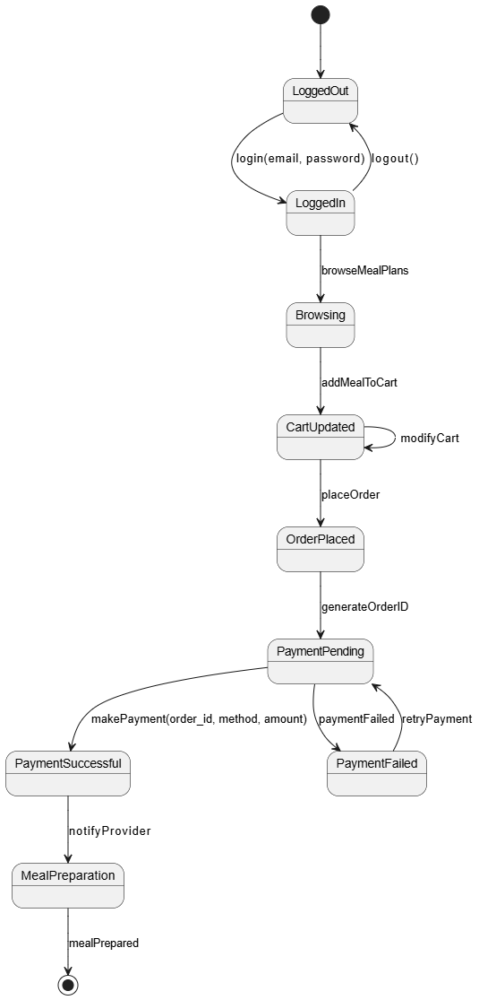 LoggedOut
login(email, password)
logout()
LoggedIn
browseMealPlans
Browsing
addMealToCart
CartUpdated
modifyCart
placeOrder
OrderPlaced
generateOrderID
PaymentPending
makePayment(order_id, method, amount)
paymentFailed
retryPayment
PaymentSuccessful
PaymentFailed
notifyProvider
MealPreparation
mealPrepared